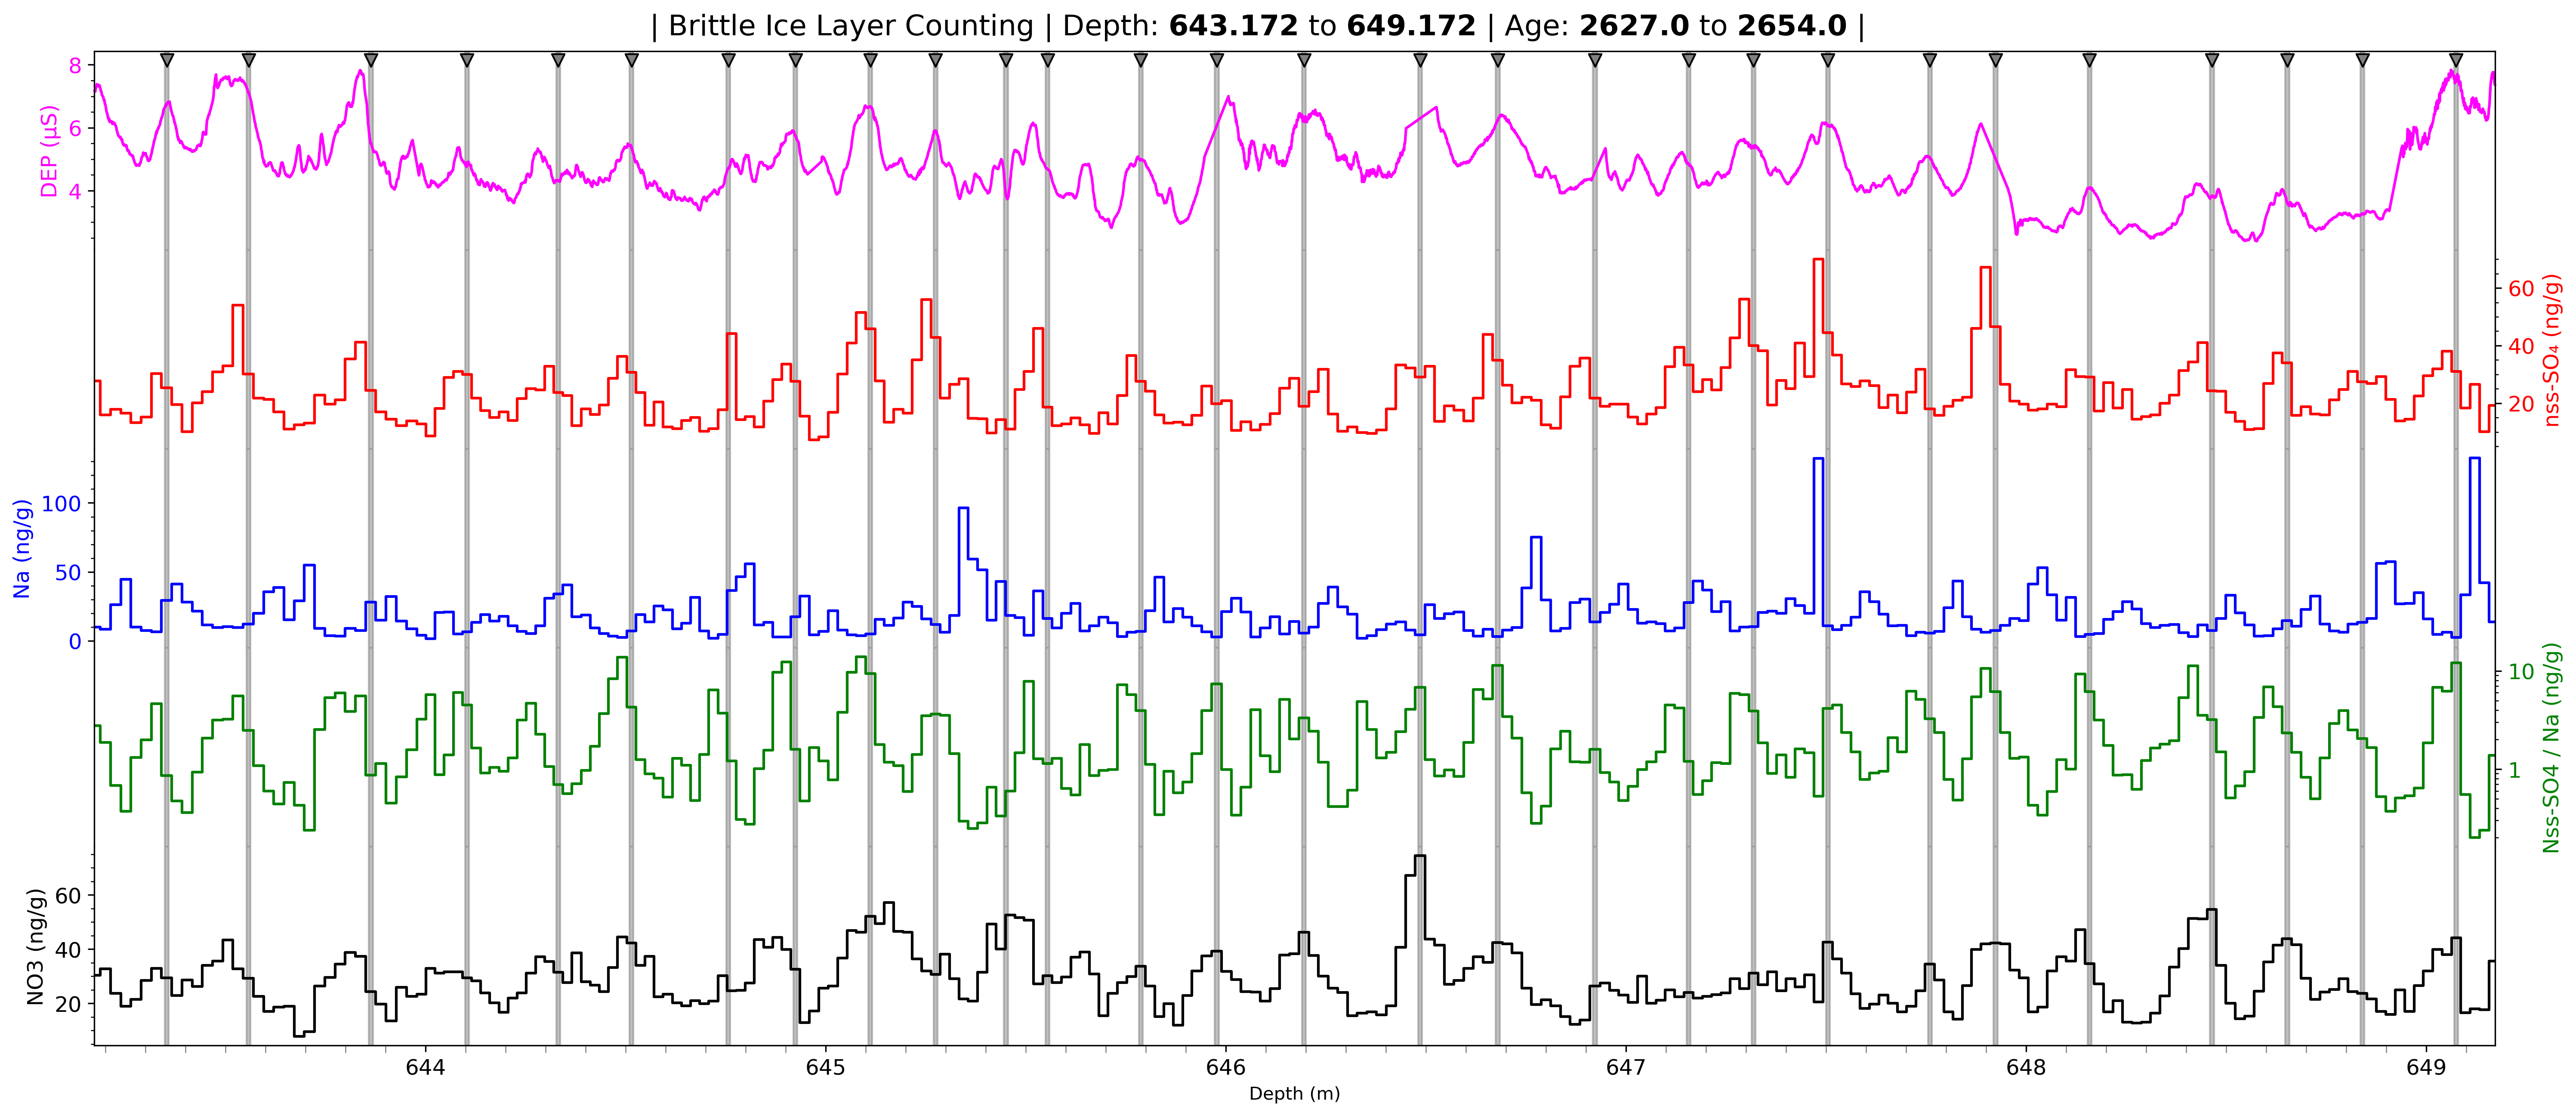 | Brittle Ice Layer Counting | Depth: 643.172 to 649.172 | Age: 2627.0 to 2654.0 |
8
6
4
DEP (μS)
60
40
20
nss-SO₄ (ng/g)
100
50
0
Na (ng/g)
10
1
Nss-SO4 / Na (ng/g)
60
40
20
NO3 (ng/g)
644 645 646 647 648 649
Depth (m)